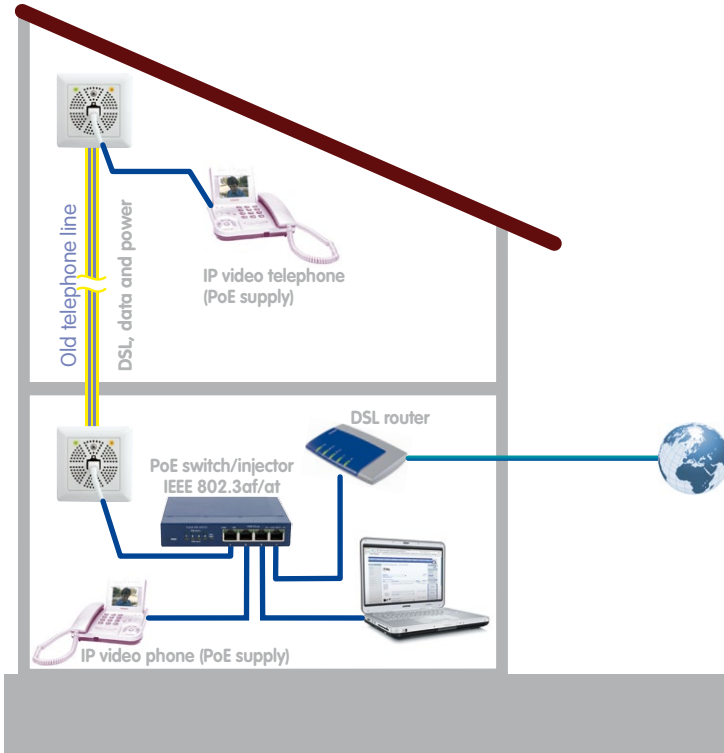 Old telephone line
DSL, data and power
IP video telephone
(PoE supply)
DSL router
PoE switch/injector
IEEE 802.3af/at
IP video phone (PoE supply)